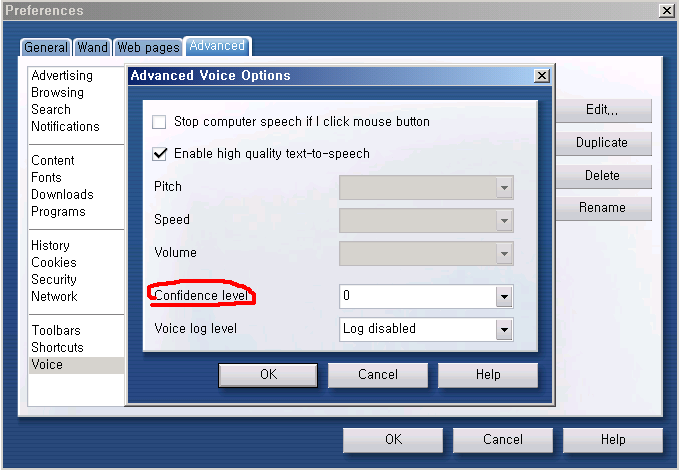 Preferences
General Wand Web pages Advanced
Advertising
Browsing
Search
Notifications
Content
Fonts
Downloads
Programs
History
Cookies
Security
Network
Toolbars
Shortcuts
Voice
Advanced Voice Options
Stop computer speech if I click mouse button
Enable high quality text-to-speech
Pitch
Speed
Volume
Confidence level 0
Voice log level Log disabled
OK Cancel Help
Edit...
Duplicate
Delete
Rename
OK Cancel Help